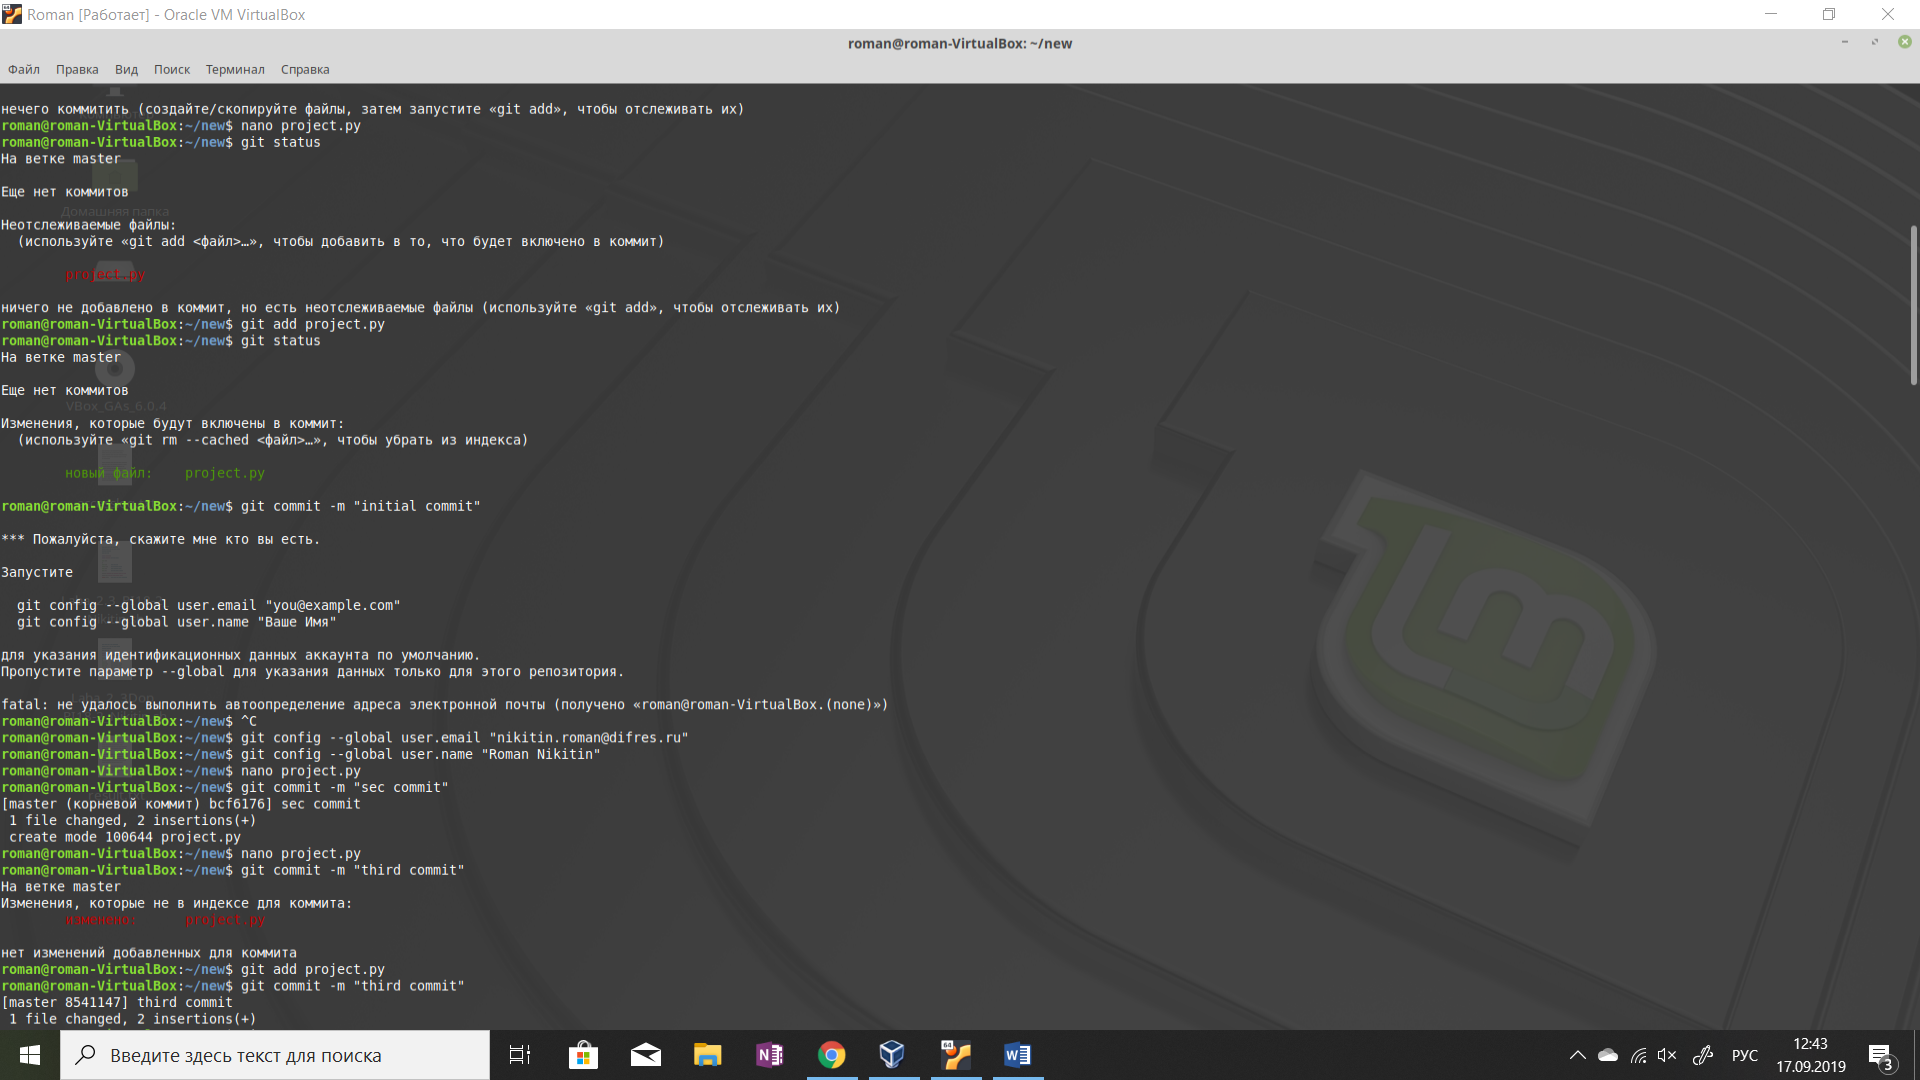 Roman [Работает] - Oracle VM VirtualBox
roman@roman-VirtualBox: ~/new
Файл Правка Вид Поиск Терминал Справка
нечего коммитить (создайте/скопируйте файлы, затем запустите «git add», чтобы отслеживать их)
roman@roman-VirtualBox:~/new$ nano project.py
roman@roman-VirtualBox:~/new$ git status
На ветке master
Еще нет коммитов
Домашняя папка
Неотслеживаемые файлы:
(используйте «git add <файл>…», чтобы добавить в то, что будет включено в коммит)
project.py
ничего не добавлено в коммит, но есть неотслеживаемые файлы (используйте «git add», чтобы отслеживать их)
roman@roman-VirtualBox:~/new$ git add project.py
roman@roman-VirtualBox:~/new$ git status
На ветке master
Еще нет коммитов
VBox_GAs_6.0.4
Изменения, которые будут включены в коммит:
(используйте «git rm --cached <файл>…», чтобы убрать из индекса)
новый файл: project.py
roman@roman-VirtualBox:~/new$ git commit -m "initial commit"
*** Пожалуйста, скажите мне кто вы есть.
Запустите
git config --global user.email "you@example.com"
git config --global user.name "Ваше Имя"
для указания идентификационных данных аккаунта по умолчанию.
Пропустите параметр --global для указания данных только для этого репозитория.
fatal: не удалось выполнить автоопределение адреса электронной почты (получено «roman@roman-VirtualBox.(none)»)
roman@roman-VirtualBox:~/new$ ^C
roman@roman-VirtualBox:~/new$ git config --global user.email "nikitin.roman@difres.ru"
roman@roman-VirtualBox:~/new$ git config --global user.name "Roman Nikitin"
roman@roman-VirtualBox:~/new$ nano project.py
roman@roman-VirtualBox:~/new$ git commit -m "sec commit"
[master (корневой коммит) bcf6176] sec commit
1 file changed, 2 insertions(+)
create mode 100644 project.py
roman@roman-VirtualBox:~/new$ nano project.py
roman@roman-VirtualBox:~/new$ git commit -m "third commit"
На ветке master
Изменения, которые не в индексе для коммита:
изменено: project.py
нет изменений добавленных для коммита
roman@roman-VirtualBox:~/new$ git add project.py
roman@roman-VirtualBox:~/new$ git commit -m "third commit"
[master 8541147] third commit
1 file changed, 2 insertions(+)
Введите здесь текст для поиска
64
РУС
12:43
17.09.2019
3